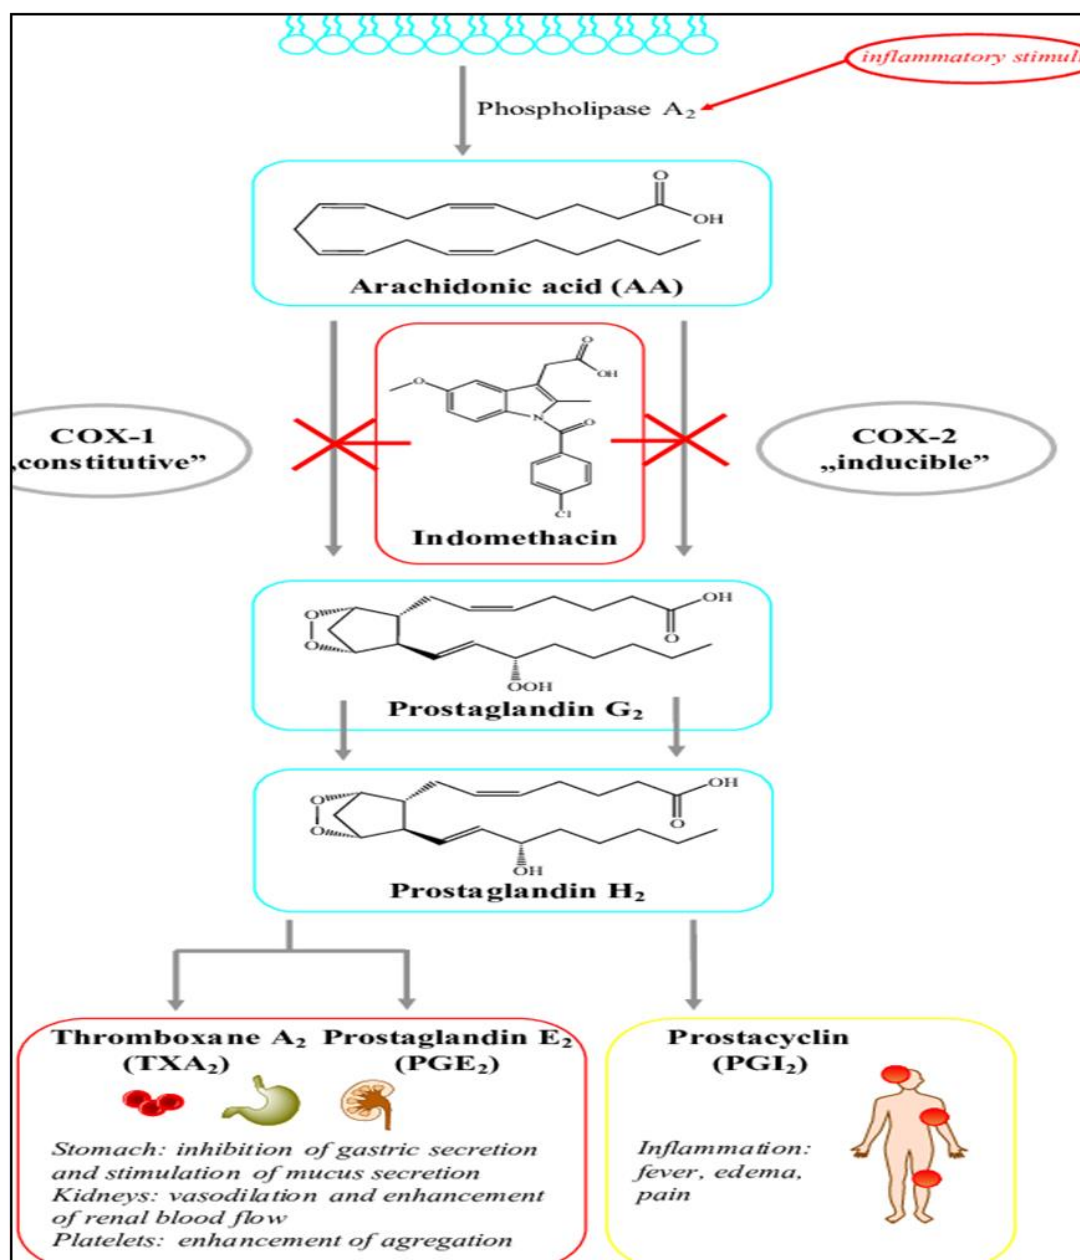 inflammatory stimuli
Phospholipase A₂
O
OH
Arachidonic acid (AA)
O
OH
O
N
O
Cl
Indomethacin
COX-1
„constitutive”
COX-2
„inducible”
O
O
OH
O
OOH
Prostaglandin G₂
O
O
OH
O
OH
Prostaglandin H₂
Thromboxane A₂
(TXA₂)
Prostaglandin E₂
(PGE₂)
Stomach: inhibition of gastric secretion
and stimulation of mucus secretion
Kidneys: vasodilation and enhancement
of renal blood flow
Platelets: enhancement of agregation
Prostacyclin
(PGI₂)
Inflammation:
fever, edema,
pain